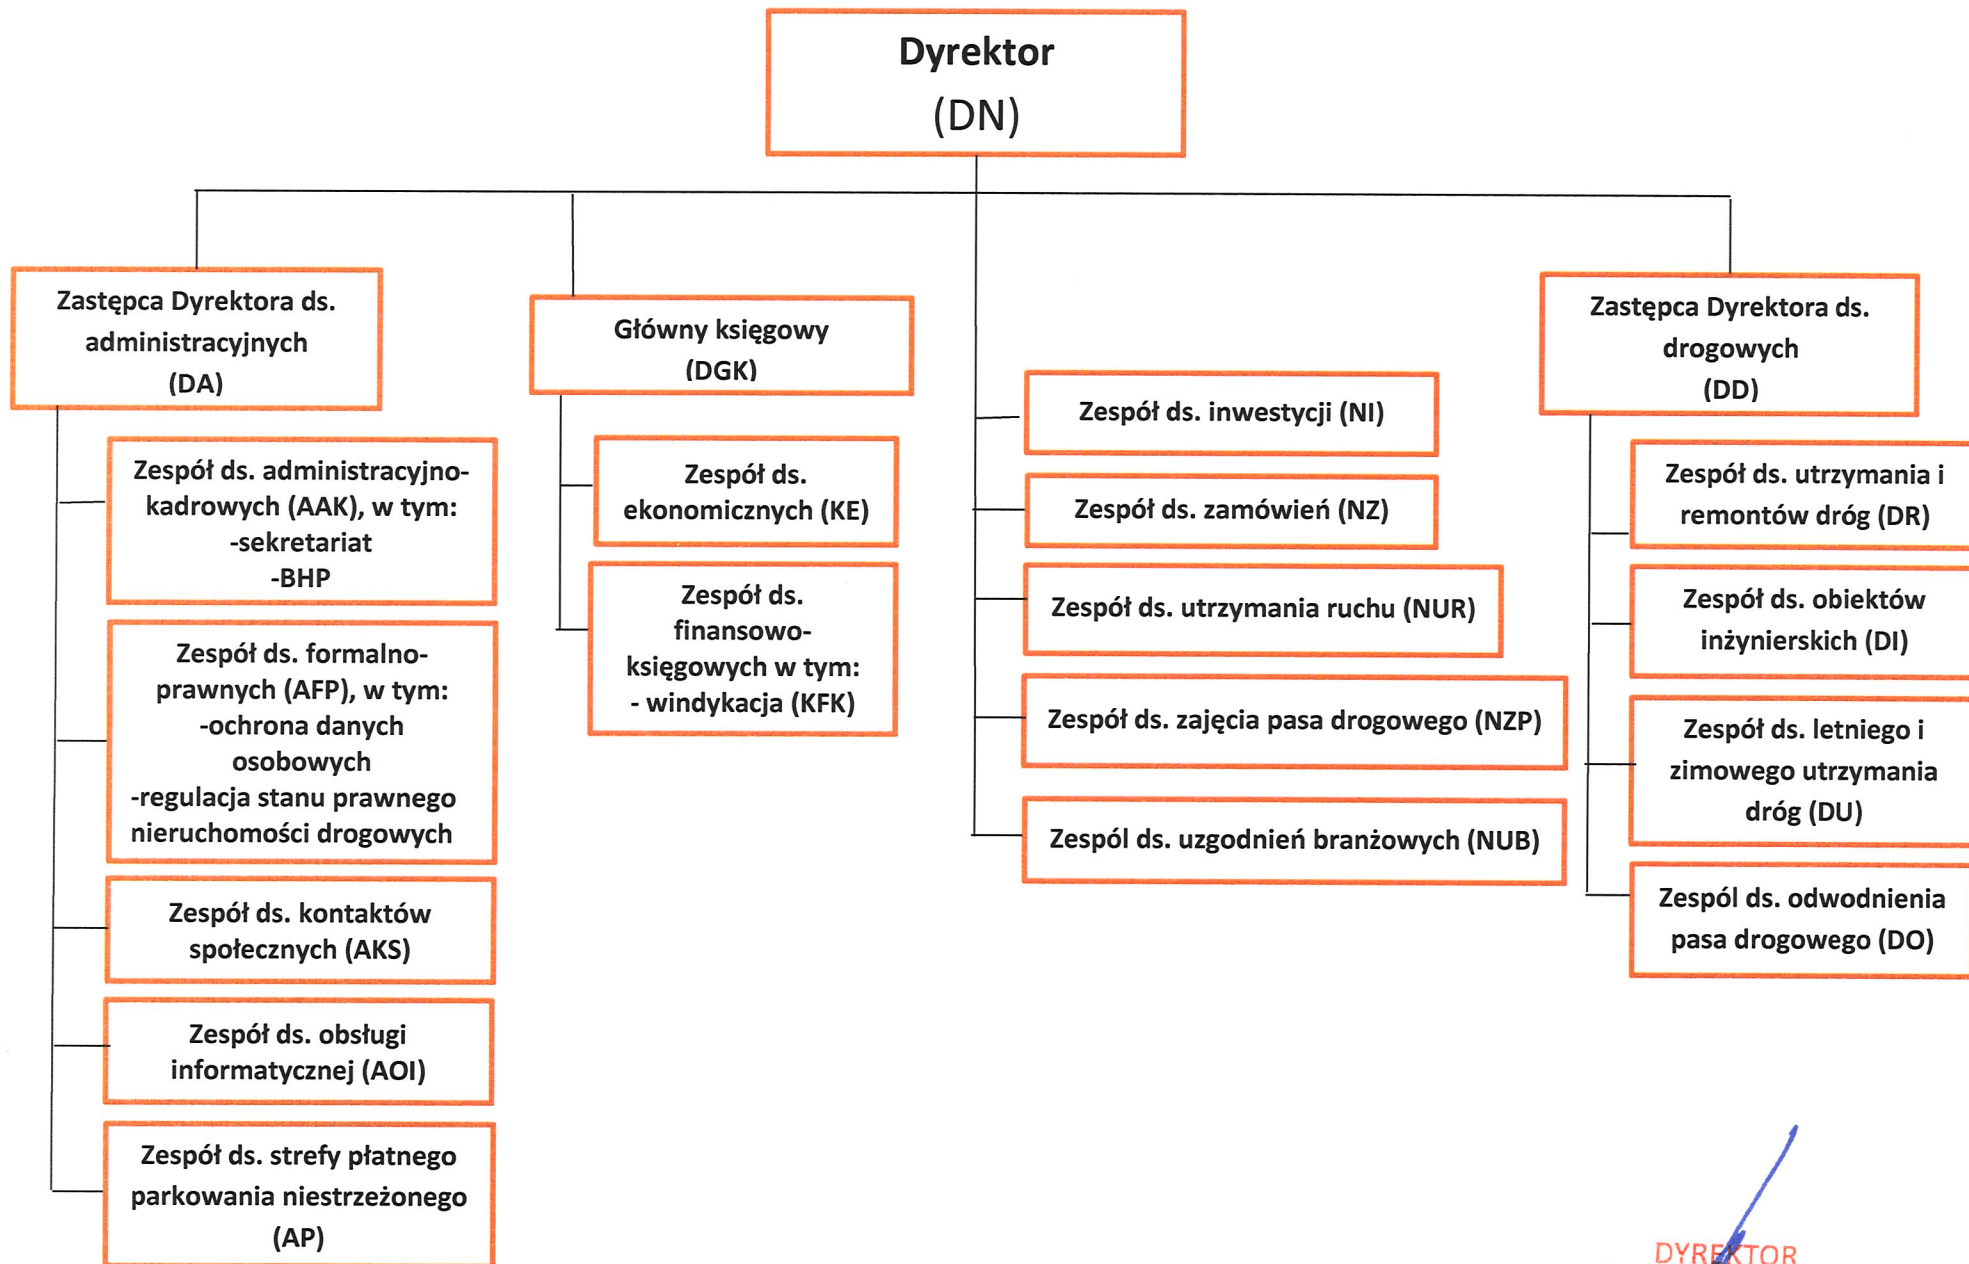 Dyrektor
(DN)
Zastępca Dyrektora ds.
administracyjnych
(DA)
Zespół ds. administracyjno-
kadrowych (AAK), w tym:
-sekretariat
-BHP
Zespół ds. formalno-
prawnych (AFP), w tym:
-ochrona danych
osobowych
-regulacja stanu prawnego
nieruchomości drogowych
Zespół ds. kontaktów
społecznych (AKS)
Zespół ds. obsługi
informatycznej (AOI)
Zespół ds. strefy płatnego
parkowania niestrzeżonego
(AP)
Główny księgowy
(DGK)
Zespół ds.
ekonomicznych (KE)
Zespół ds.
finansowo-
księgowych w tym:
- windykacja (KFK)
Zespół ds. inwestycji (NI)
Zespół ds. zamówień (NZ)
Zespół ds. utrzymania ruchu (NUR)
Zespół ds. zajęcia pasa drogowego (NZP)
Zespól ds. uzgodnień branżowych (NUB)
Zastępca Dyrektora ds.
drogowych
(DD)
Zespół ds. utrzymania i
remontów dróg (DR)
Zespół ds. obiektów
inżynierskich (DI)
Zespół ds. letniego i
zimowego utrzymania
dróg (DU)
Zespól ds. odwodnienia
pasa drogowego (DO)
DYREKTOR